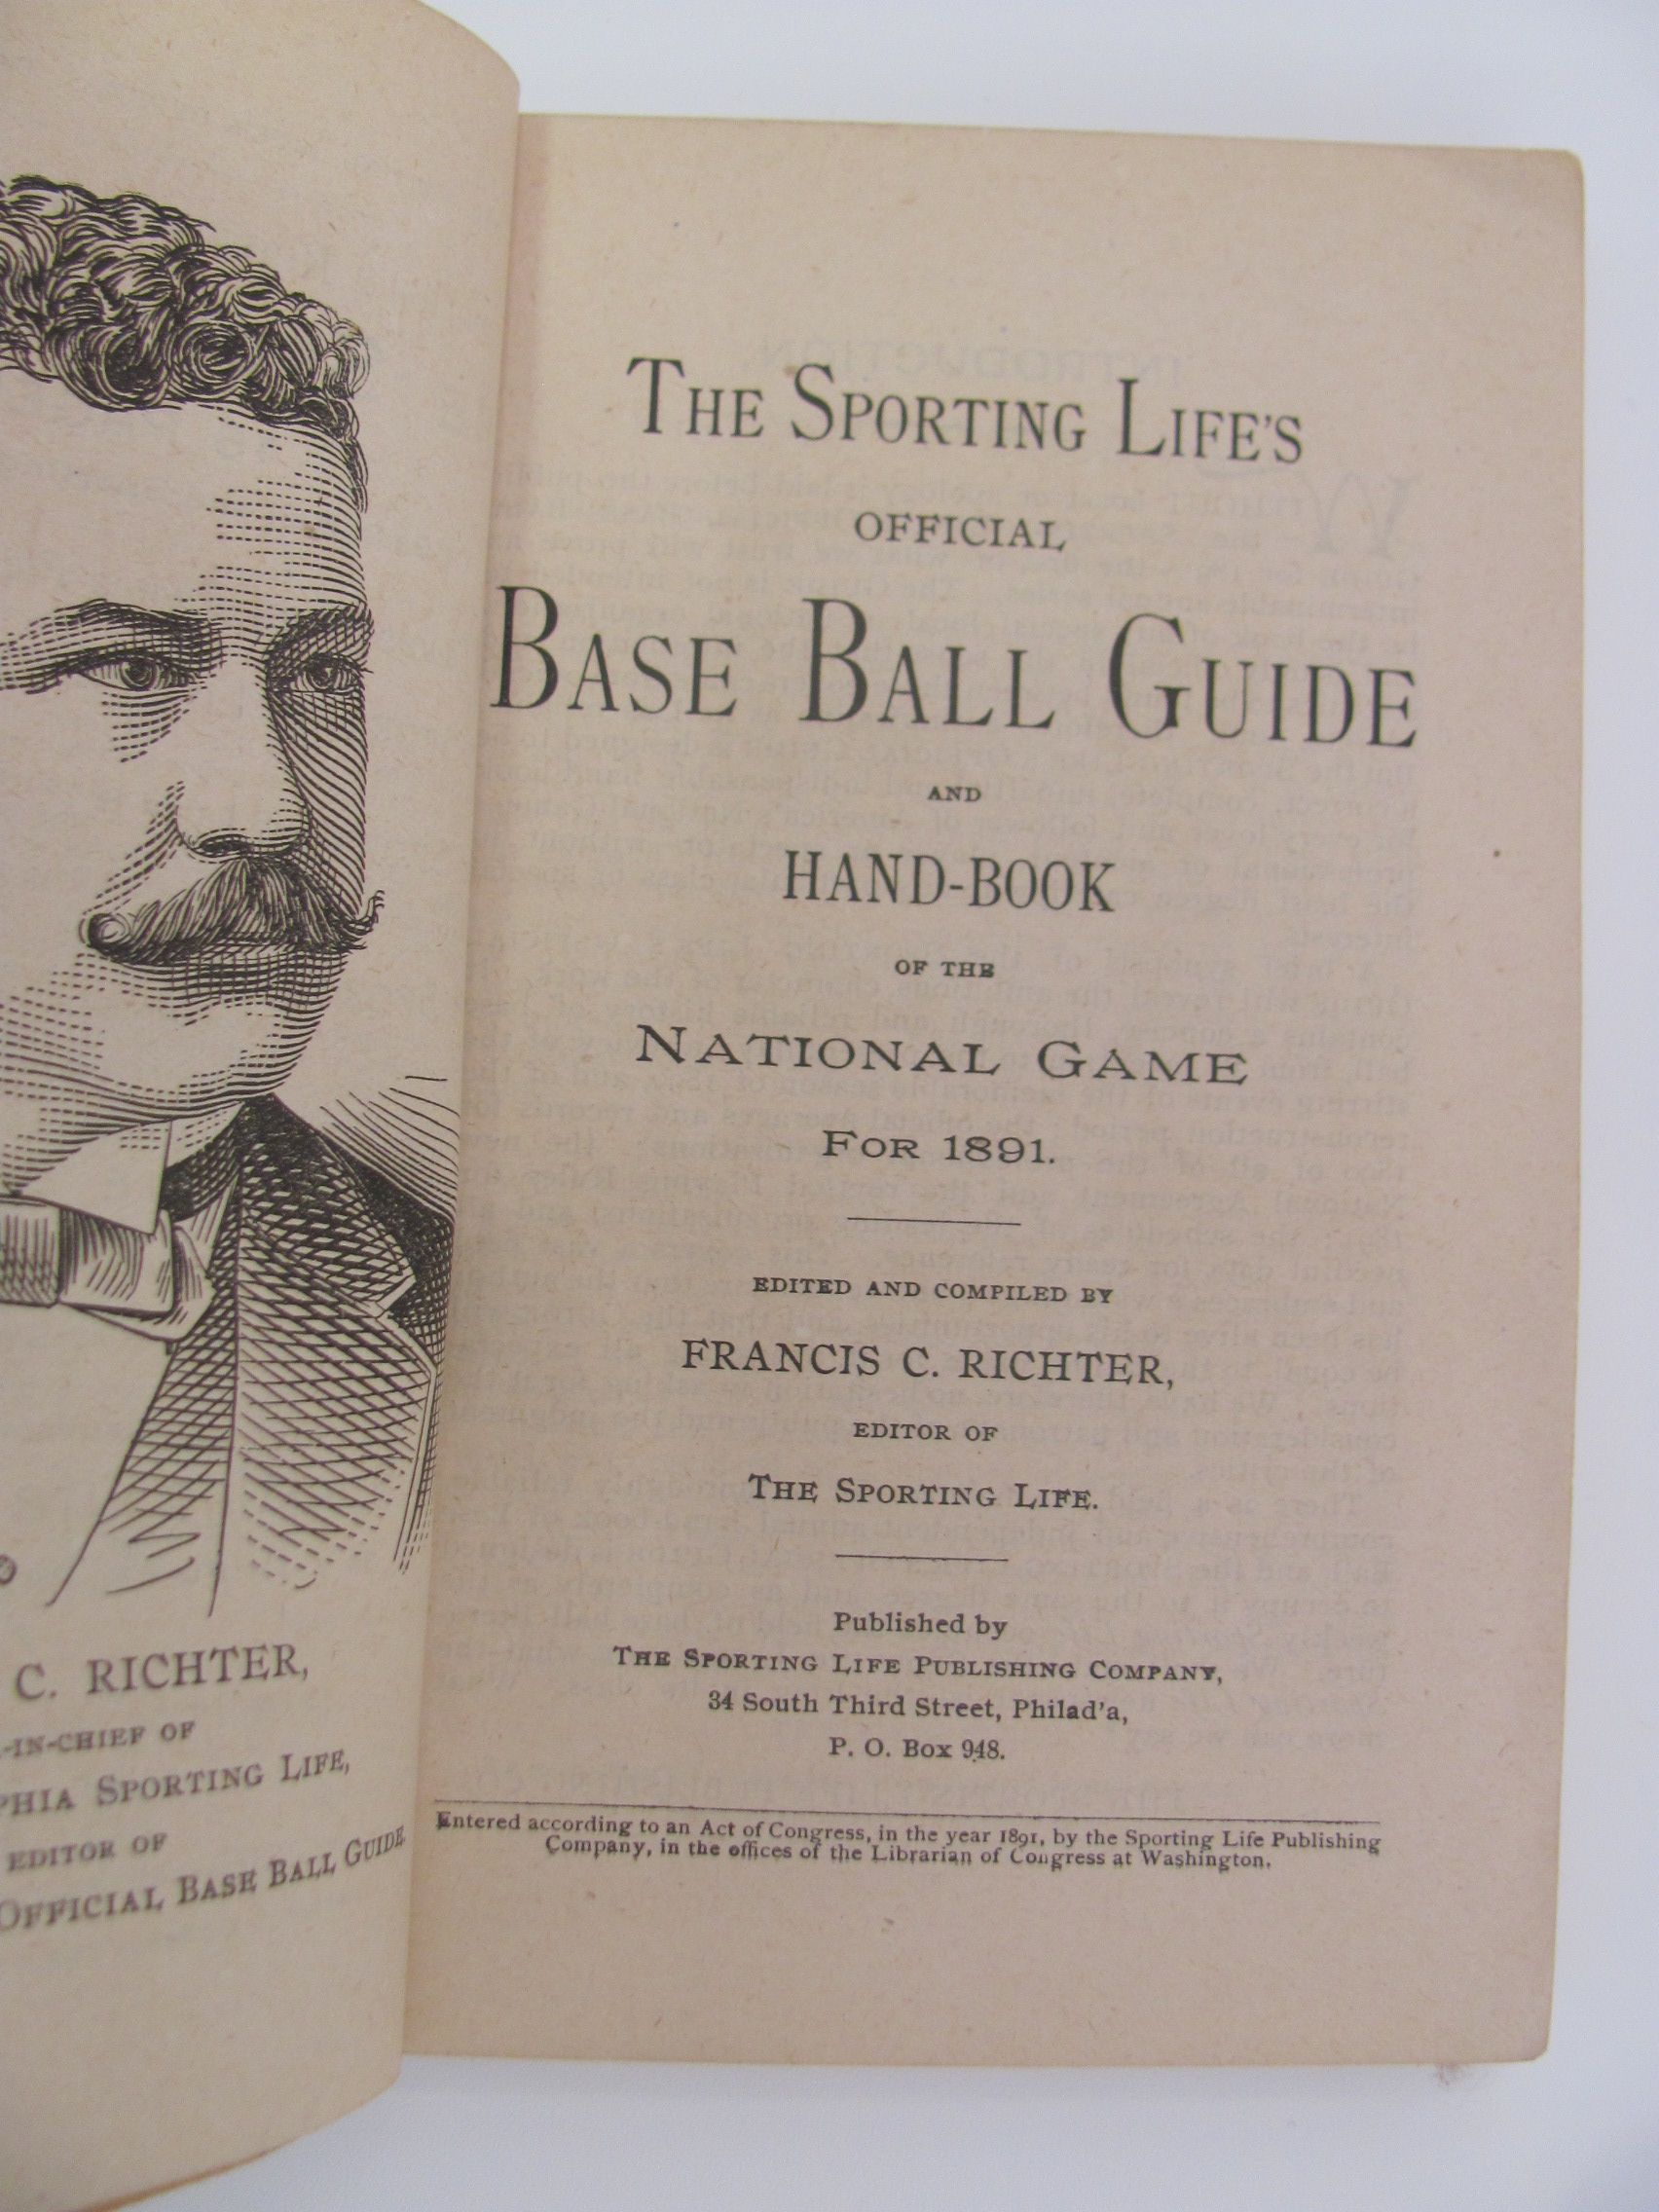 C. RICHTER,
-IN-CHIEF OF
PHIA SPORTING LIFE,
EDITOR OF
OFFICIAL BASE BALL GUIDE
THE SPORTING LIFE'S
OFFICIAL
BASE BALL GUIDE
AND
HAND-BOOK
OF THE
NATIONAL GAME
FOR 1891.
EDITED AND COMPILED BY
FRANCIS C. RICHTER,
EDITOR OF
THE SPORTING LIFE.
Published by
THE SPORTING LIFE PUBLISHING COMPANY,
34 South Third Street, Philad'a,
P. O. Box 948.
Entered according to an Act of Congress, in the year 1891, by the Sporting Life Publishing
Company, in the offices of the Librarian of Congress at Washington.